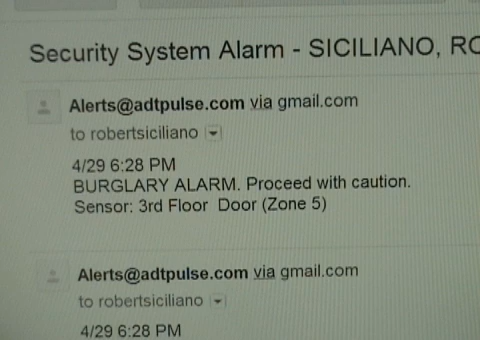 Security System Alarm - SICILIANO, RO
Alerts@adtpulse.com via gmail.com
to robertsiciliano
4/29 6:28 PM
BURGLARY ALARM. Proceed with caution.
Sensor: 3rd Floor Door (Zone 5)
Alerts@adtpulse.com via gmail.com
to robertsiciliano
4/29 6:28 PM